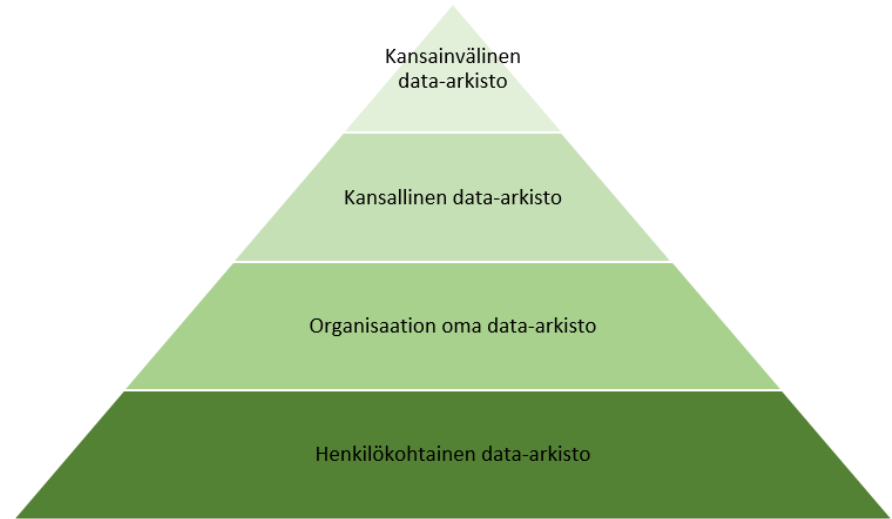 Kansainvälinen
data-arkisto
Kansallinen data-arkisto
Organisaation oma data-arkisto
Henkilökohtainen data-arkisto